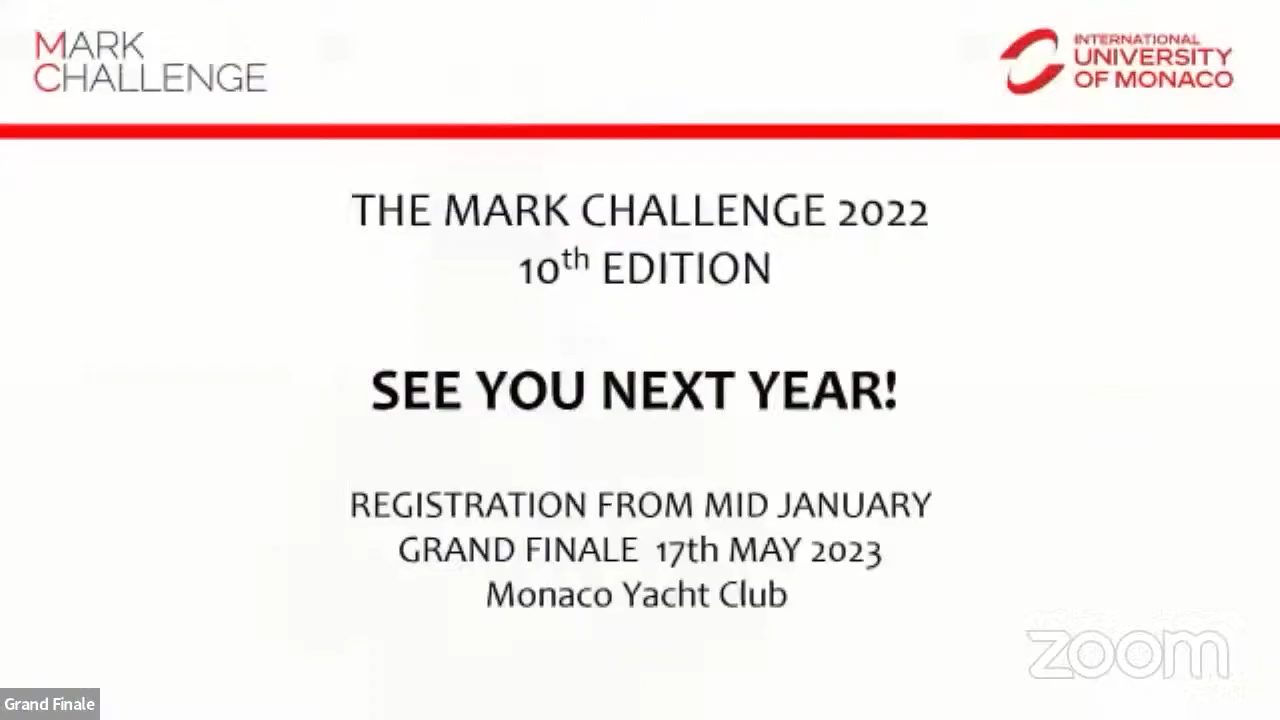 MARK
CHALLENGE
INTERNATIONAL
UNIVERSITY
OF MONACO
THE MARK CHALLENGE 2022
10th EDITION
SEE YOU NEXT YEAR!
REGISTRATION FROM MID JANUARY
GRAND FINALE 17th MAY 2023
Monaco Yacht Club
zoom
Grand Finale